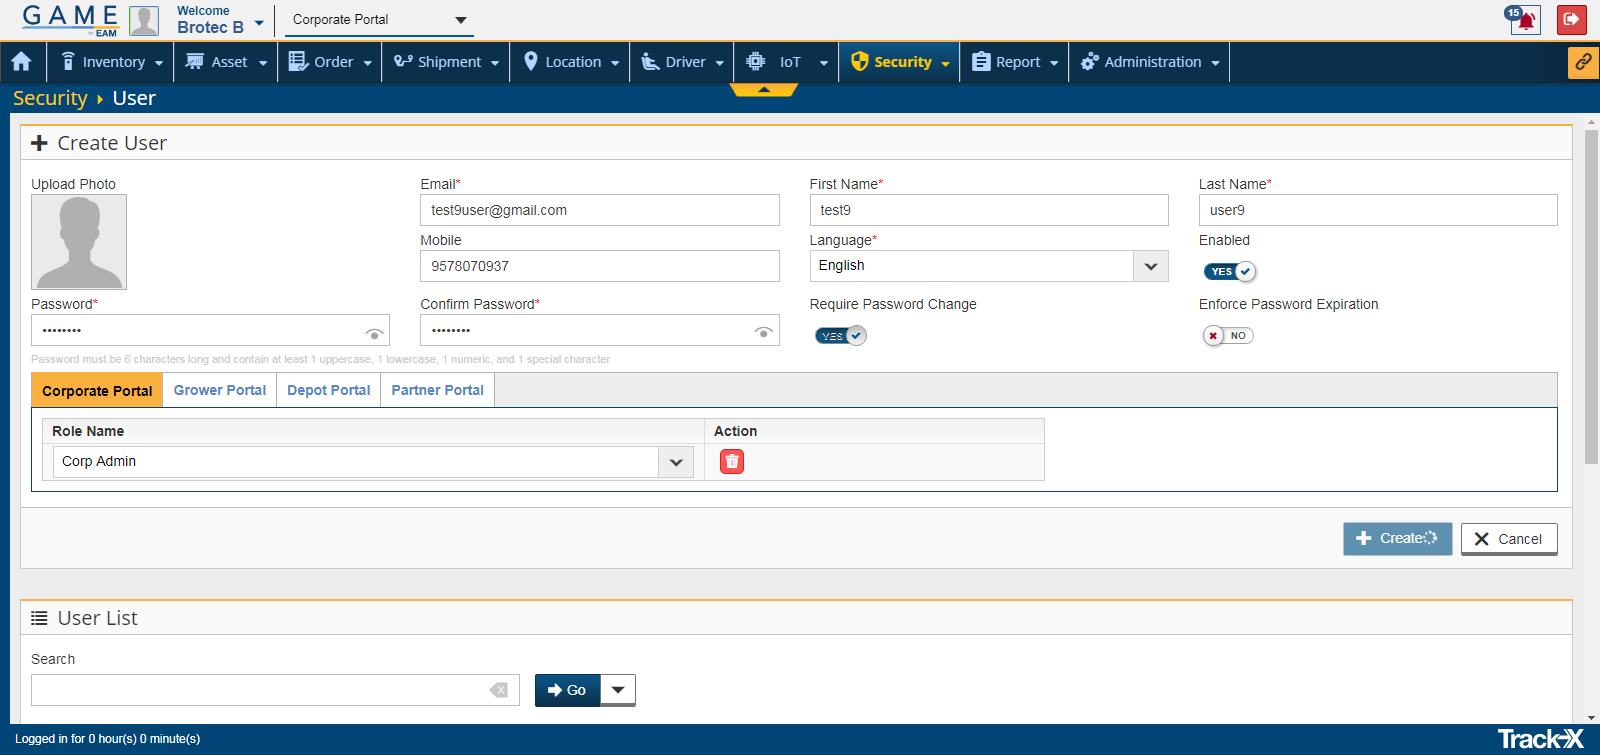 GAME
by EAM
Welcome
Brotec B
Corporate Portal
15
Inventory
Asset
Order
Shipment
Location
Driver
IoT
Security
Report
Administration
Security User
Create User
Upload Photo
Email*
First Name*
Last Name*
test9user@gmail.com
test9
user9
Mobile
Language*
Enabled
9578070937
English
YES
Password*
Confirm Password*
Require Password Change
Enforce Password Expiration
••••••••
••••••••
YES
NO
Password must be 6 characters long and contain at least 1 uppercase, 1 lowercase, 1 numeric, and 1 special character
Corporate Portal
Grower Portal
Depot Portal
Partner Portal
Role Name
Action
Corp Admin
Create
Cancel
User List
Search
Go
Logged in for 0 hour(s) 0 minute(s)
Track-X